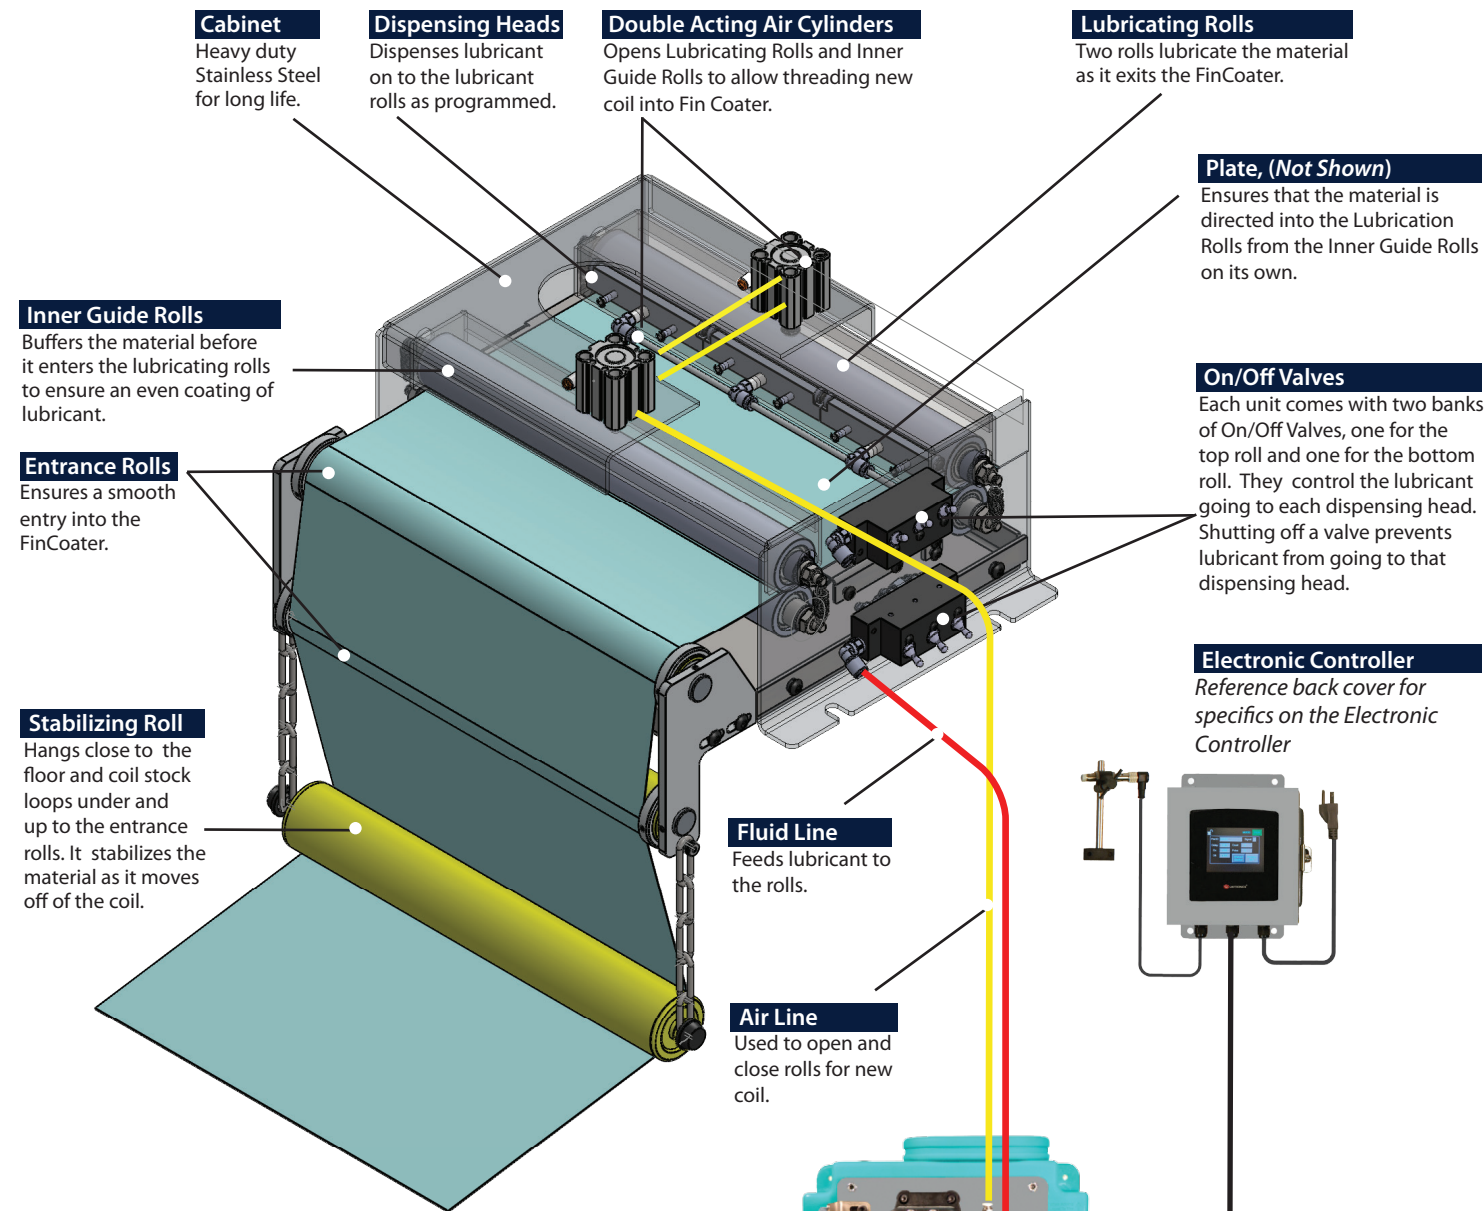 Cabinet
Heavy duty
Stainless Steel
for long life.
Dispensing Heads
Dispenses lubricant
on to the lubricant
rolls as programmed.
Double Acting Air Cylinders
Opens Lubricating Rolls and Inner
Guide Rolls to allow threading new
coil into Fin Coater.
Lubricating Rolls
Two rolls lubricate the material
as it exits the FinCoater.
Plate, (Not Shown)
Ensures that the material is
directed into the Lubrication
Rolls from the Inner Guide Rolls
on its own.
Inner Guide Rolls
Buffers the material before
it enters the lubricating rolls
to ensure an even coating of
lubricant.
On/Off Valves
Each unit comes with two banks
of On/Off Valves, one for the
top roll and one for the bottom
roll. They control the lubricant
going to each dispensing head.
Shutting off a valve prevents
lubricant from going to that
dispensing head.
Entrance Rolls
Ensures a smooth
entry into the
FinCoater.
Electronic Controller
Reference back cover for
specifics on the Electronic
Controller
Stabilizing Roll
Hangs close to the
floor and coil stock
loops under and
up to the entrance
rolls. It stabilizes the
material as it moves
off of the coil.
Fluid Line
Feeds lubricant to
the rolls.
Air Line
Used to open and
close rolls for new
coil.